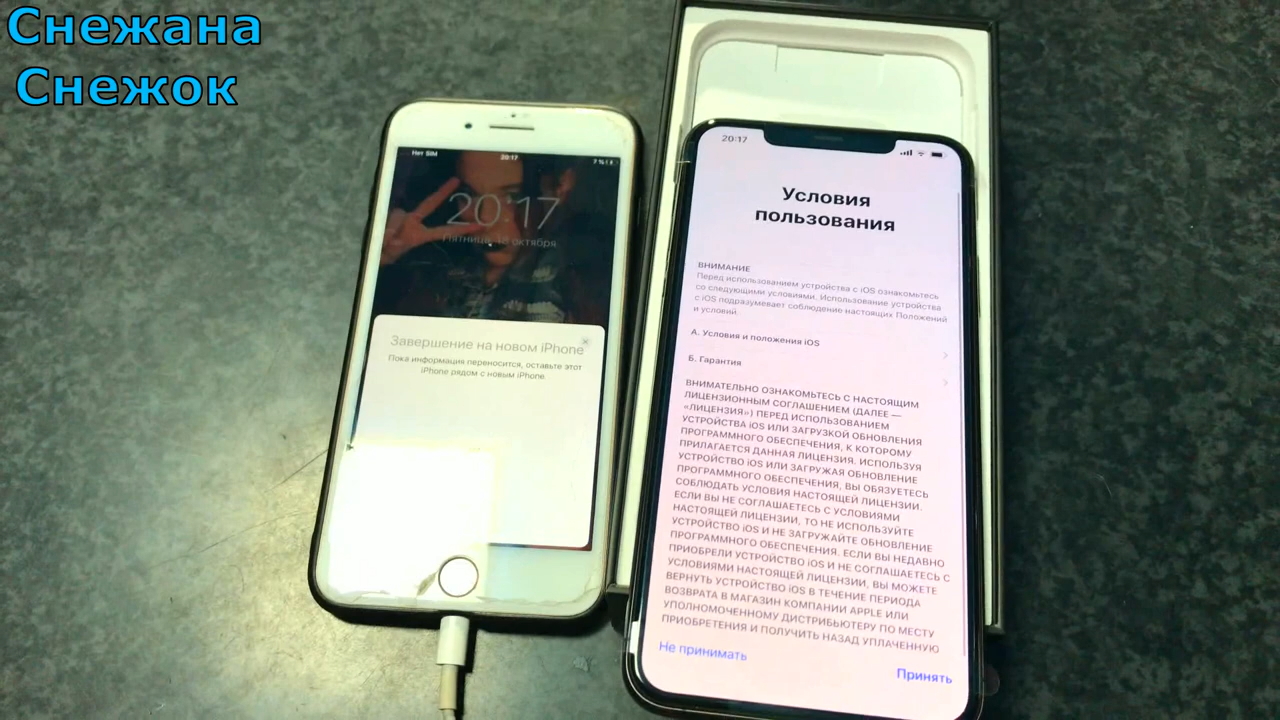 Снежана
Снежок
Нет SIM 20:17 7 %
20:17
Пятница, 18 октября
Завершение на новом iPhone
Пока информация переносится, оставьте этот
iPhone рядом с новым iPhone.
20:17
Условия
пользования
ВНИМАНИЕ
Перед использованием устройства с iOS ознакомьтесь
со следующими условиями. Использование устройства
с iOS подразумевает соблюдение настоящих Положений
и условий.
А. Условия и положения iOS
Б. Гарантия
ВНИМАТЕЛЬНО ОЗНАКОМЬТЕСЬ С НАСТОЯЩИМ
ЛИЦЕНЗИОННЫМ СОГЛАШЕНИЕМ (ДАЛЕЕ —
«ЛИЦЕНЗИЯ») ПЕРЕД ИСПОЛЬЗОВАНИЕМ
УСТРОЙСТВА iOS ИЛИ ЗАГРУЗКОЙ ОБНОВЛЕНИЯ
ПРОГРАММНОГО ОБЕСПЕЧЕНИЯ, К КОТОРОМУ
ПРИЛАГАЕТСЯ ДАННАЯ ЛИЦЕНЗИЯ. ИСПОЛЬЗУЯ
УСТРОЙСТВО iOS ИЛИ ЗАГРУЖАЯ ОБНОВЛЕНИЕ
ПРОГРАММНОГО ОБЕСПЕЧЕНИЯ, ВЫ ОБЯЗУЕТЕСЬ
СОБЛЮДАТЬ УСЛОВИЯ НАСТОЯЩЕЙ ЛИЦЕНЗИИ.
ЕСЛИ ВЫ НЕ СОГЛАШАЕТЕСЬ С УСЛОВИЯМИ
НАСТОЯЩЕЙ ЛИЦЕНЗИИ, ТО НЕ ИСПОЛЬЗУЙТЕ
УСТРОЙСТВО iOS И НЕ ЗАГРУЖАЙТЕ ОБНОВЛЕНИЕ
ПРОГРАММНОГО ОБЕСПЕЧЕНИЯ. ЕСЛИ ВЫ НЕДАВНО
ПРИОБРЕЛИ УСТРОЙСТВО iOS И НЕ СОГЛАШАЕТЕСЬ С
УСЛОВИЯМИ НАСТОЯЩЕЙ ЛИЦЕНЗИИ, ВЫ МОЖЕТЕ
ВЕРНУТЬ УСТРОЙСТВО iOS В ТЕЧЕНИЕ ПЕРИОДА
ВОЗВРАТА В МАГАЗИН КОМПАНИИ APPLE ИЛИ
УПОЛНОМОЧЕННОМУ ДИСТРИБЬЮТЕРУ ПО МЕСТУ
ПРИОБРЕТЕНИЯ И ПОЛУЧИТЬ НАЗАД УПЛАЧЕННУЮ
Не принимать
Принять